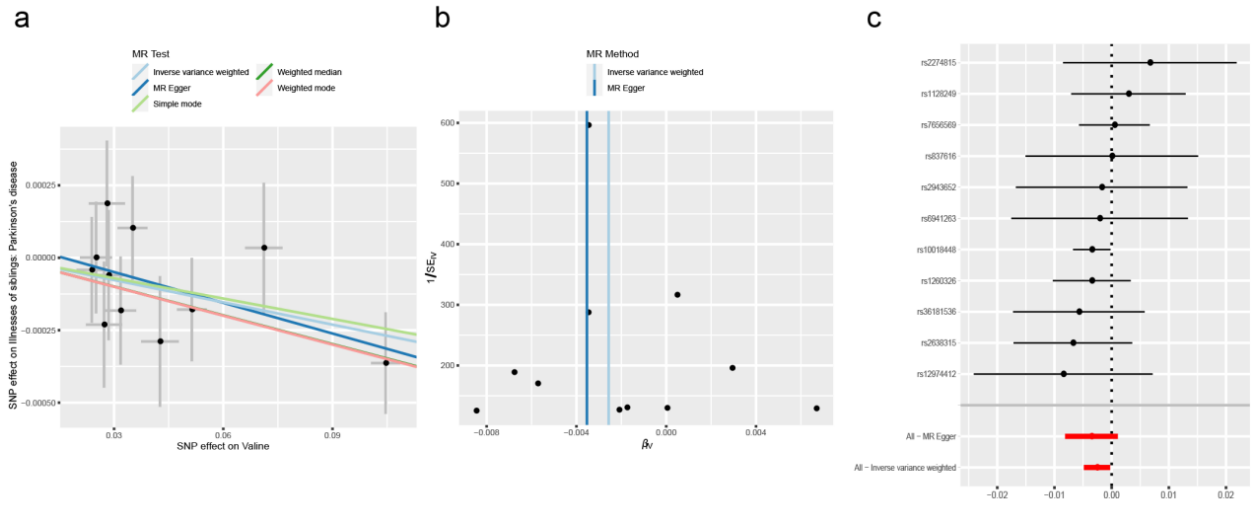 a
MR Test
Inverse variance weighted
Weighted median
MR Egger
Weighted mode
Simple mode
SNP effect on Illnesses of siblings: Parkinson's disease
0.00025
0.00000
−0.00025
−0.00050
0.03
0.06
0.09
SNP effect on Valine
b
MR Method
Inverse variance weighted
MR Egger
1/SEIV
600
500
400
300
200
−0.008
−0.004
0.000
0.004
βIV
c
rs2274815
rs1128249
rs7656569
rs837616
rs2943652
rs6941263
rs10018448
rs1260326
rs36181536
rs2638315
rs12974412
All − MR Egger
All − Inverse variance weighted
−0.02
−0.01
0.00
0.01
0.02